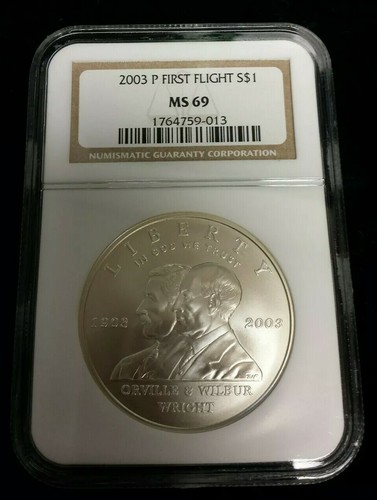 2003 P FIRST FLIGHT S$1
MS 69
1764759-013
NUMISMATIC GUARANTY CORPORATION
LIBERTY
IN GOD WE TRUST
1903 2003
ORVILLE & WILBUR
WRIGHT